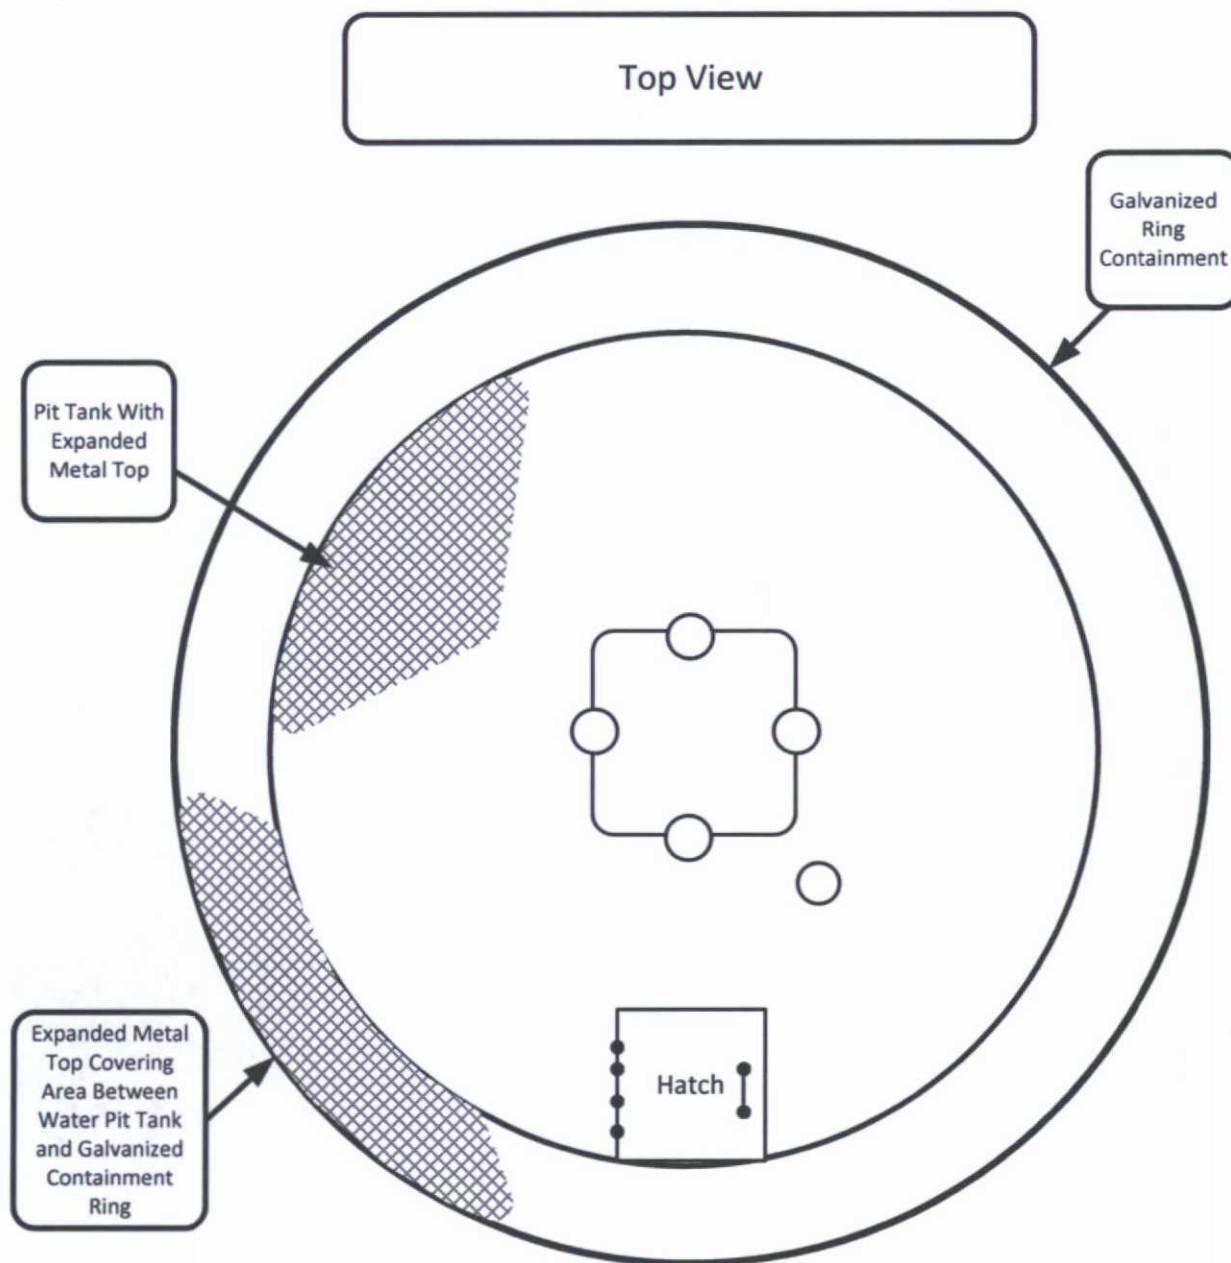 Top View
Galvanized
Ring
Containment
Pit Tank With
Expanded
Metal Top
Expanded Metal
Top Covering
Area Between
Water Pit Tank
and Galvanized
Containment
Ring
Hatch